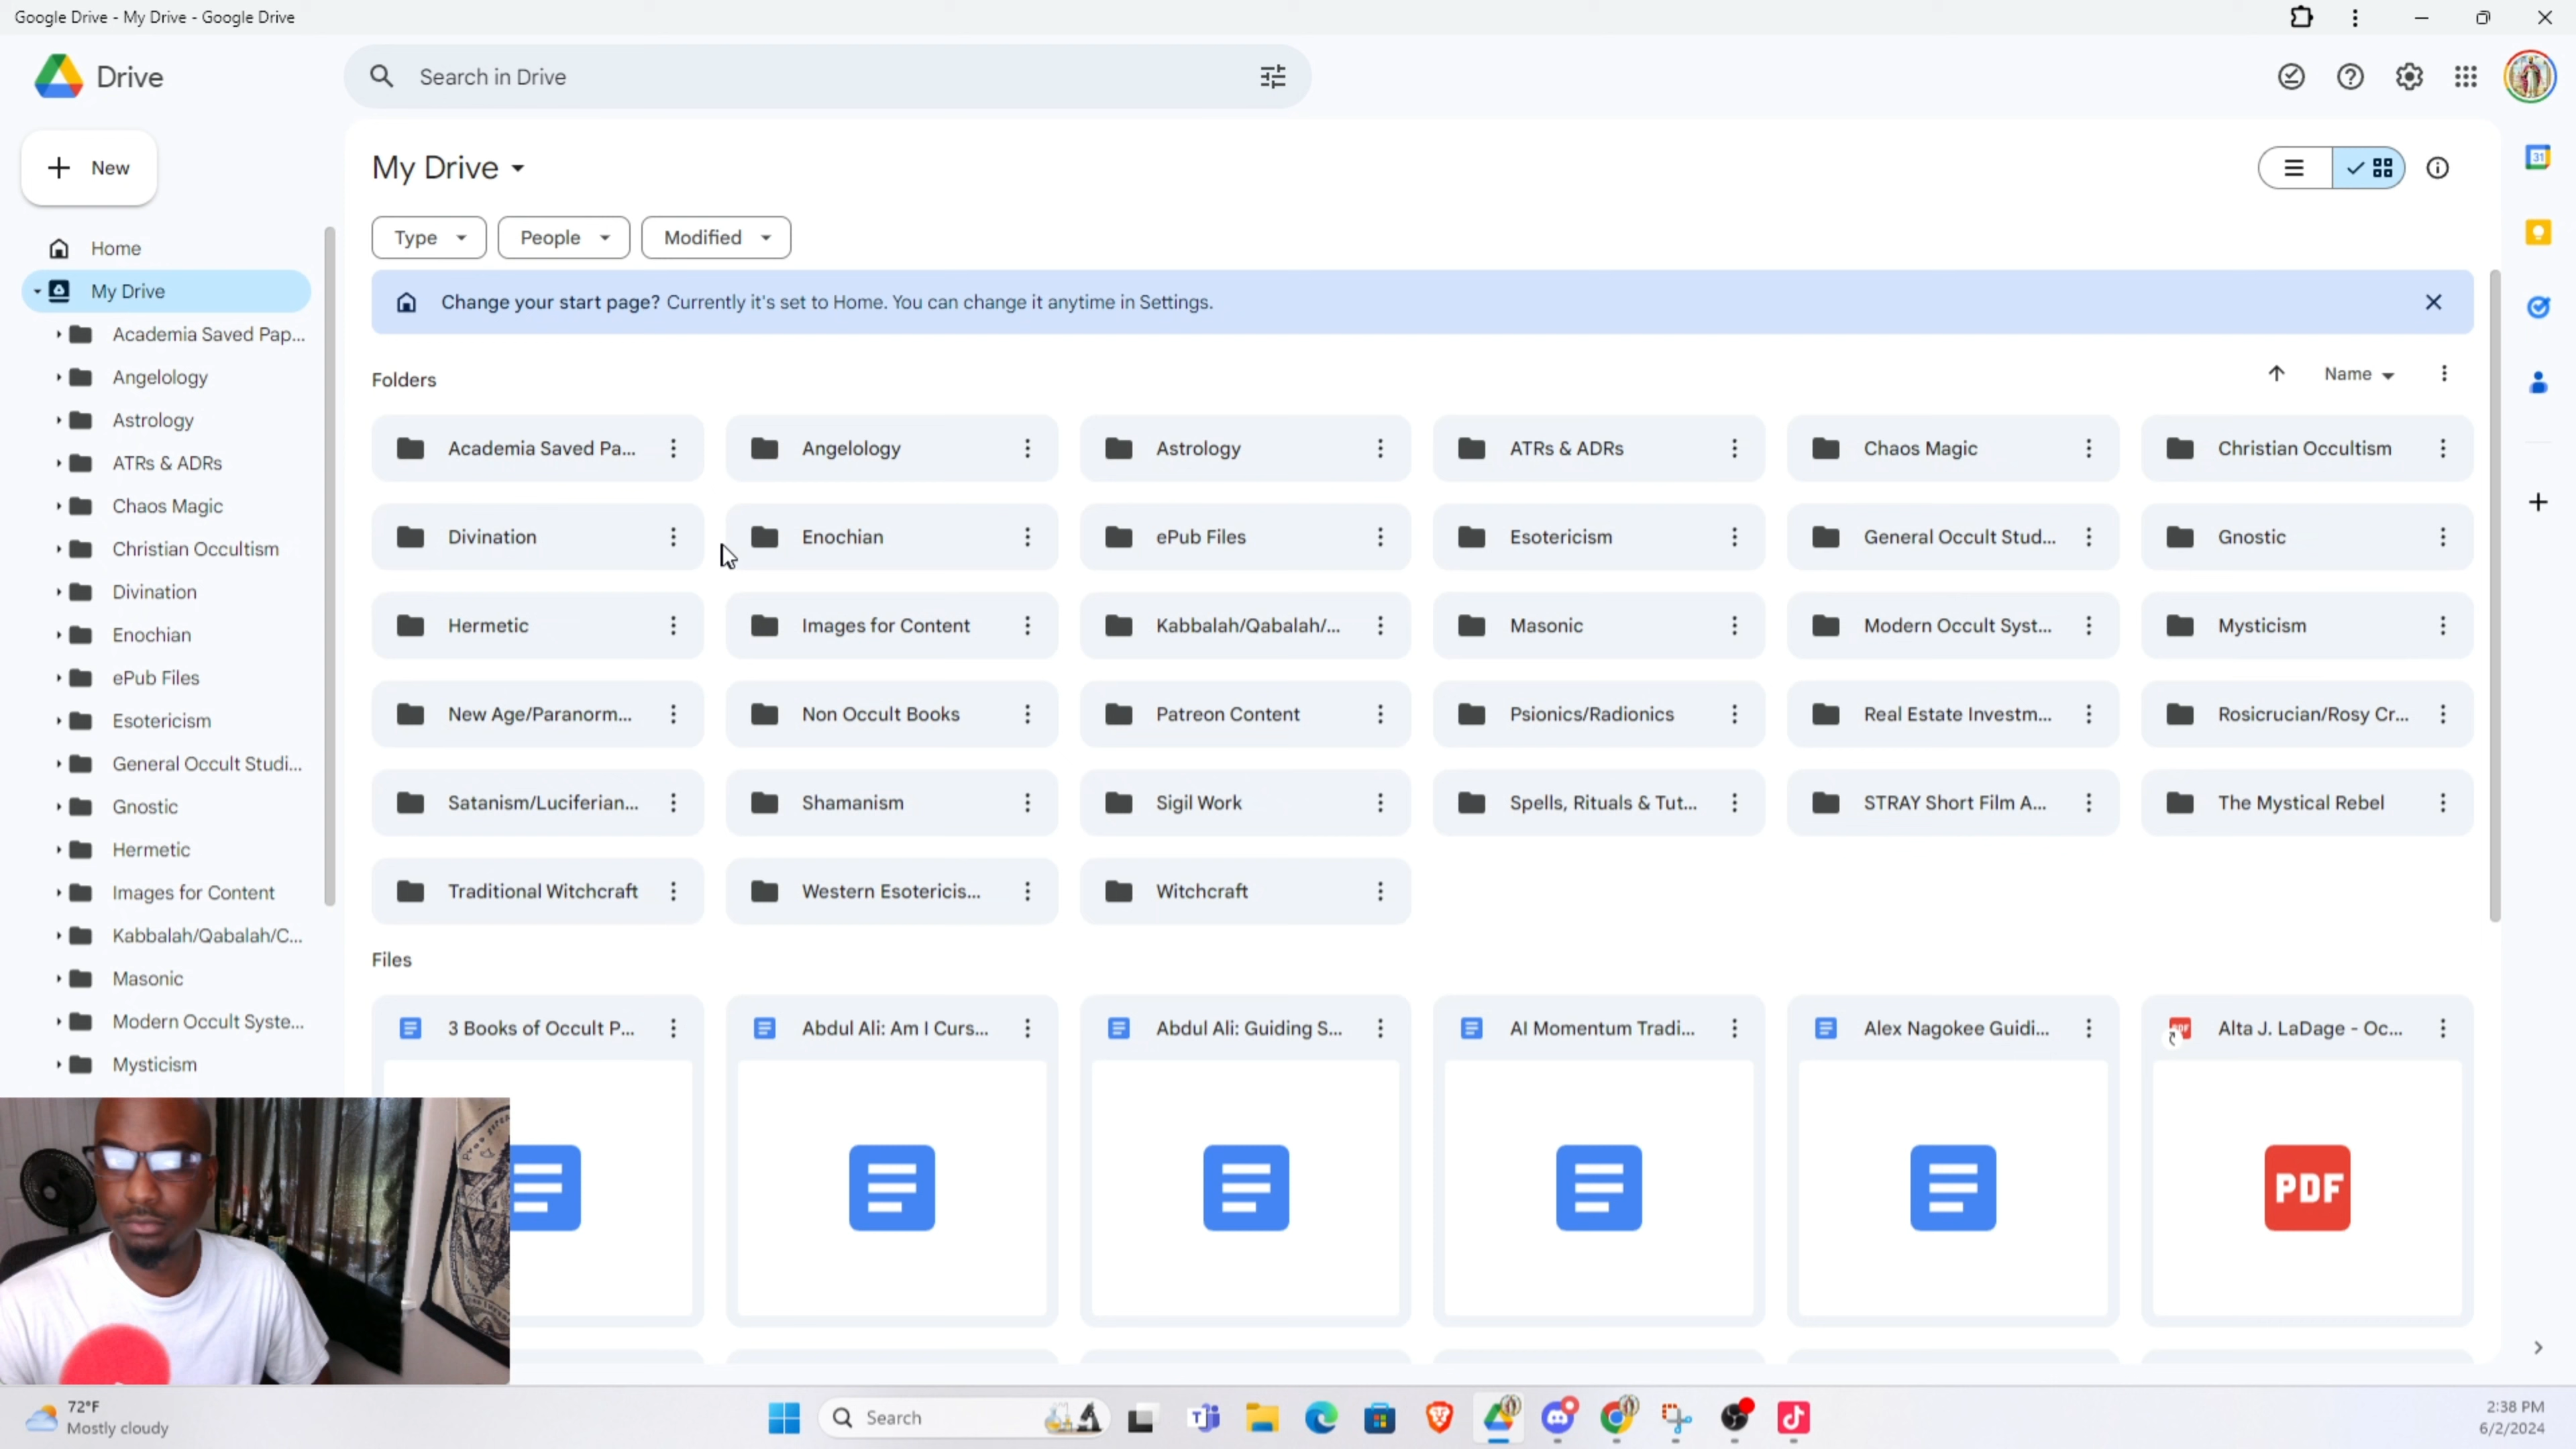 Google Drive - My Drive - Google Drive
Drive
Search in Drive
New
Home
My Drive
Academia Saved Pap...
Angelology
Astrology
ATRs & ADRs
Chaos Magic
Christian Occultism
Divination
Enochian
ePub Files
Esotericism
General Occult Studi...
Gnostic
Hermetic
Images for Content
Kabbalah/Qabalah/C...
Masonic
Modern Occult Syste...
Mysticism
My Drive
Type
People
Modified
Change your start page? Currently it's set to Home. You can change it anytime in Settings.
Folders
Name
Academia Saved Pa...
Angelology
Astrology
ATRs & ADRs
Chaos Magic
Christian Occultism
Divination
Enochian
ePub Files
Esotericism
General Occult Stud...
Gnostic
Hermetic
Images for Content
Kabbalah/Qabalah/...
Masonic
Modern Occult Syst...
Mysticism
New Age/Paranorm...
Non Occult Books
Patreon Content
Psionics/Radionics
Real Estate Investm...
Rosicrucian/Rosy Cr...
Satanism/Luciferian...
Shamanism
Sigil Work
Spells, Rituals & Tut...
STRAY Short Film A...
The Mystical Rebel
Traditional Witchcraft
Western Esotericis...
Witchcraft
Files
3 Books of Occult P...
Abdul Ali: Am I Curs...
Abdul Ali: Guiding S...
AI Momentum Tradi...
Alex Nagokee Guidi...
Alta J. LaDage - Oc...
PDF
31
72°F
Mostly cloudy
Search
2:38 PM
6/2/2024